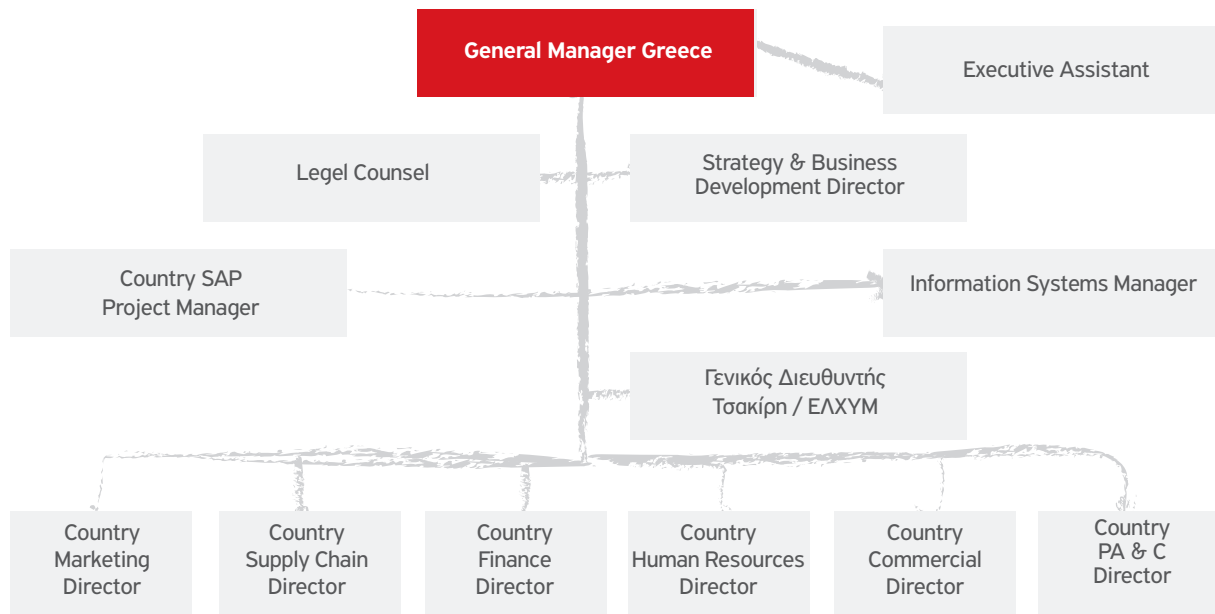 General Manager Greece
Executive Assistant
Legel Counsel
Strategy & Business
Development Director
Country SAP
Project Manager
Information Systems Manager
Γενικός Διευθυντής
Τσακίρη / ΕΛΧΥΜ
Country
Marketing
Director
Country
Supply Chain
Director
Country
Finance
Director
Country
Human Resources
Director
Country
Commercial
Director
Country
PA & C
Director